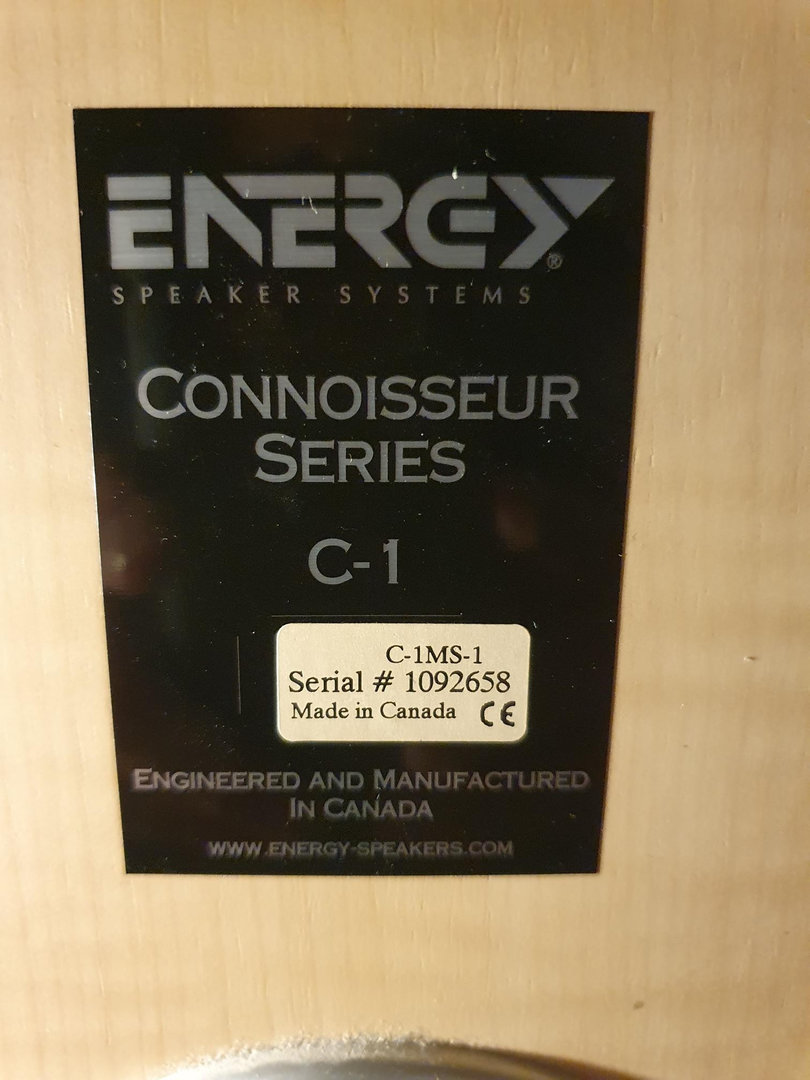 ENERGY®
SPEAKER SYSTEMS
CONNOISSEUR
SERIES
C-1
C-1MS-1
Serial # 1092658
Made in Canada CE
ENGINEERED AND MANUFACTURED
IN CANADA
WWW.ENERGY-SPEAKERS.COM